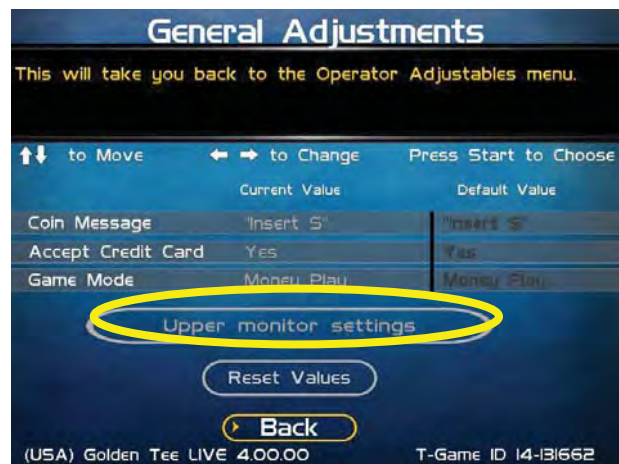 General Adjustments
This will take you back to the Operator Adjustables menu.
to Move to Change Press Start to Choose
Current Value Default Value
Coin Message "Insert $" "Insert $"
Accept Credit Card Yes Yes
Game Mode Money Play Money Play
Upper monitor settings
Reset Values
Back
(USA) Golden Tee LIVE 4.00.00 T-Game ID 14-131662